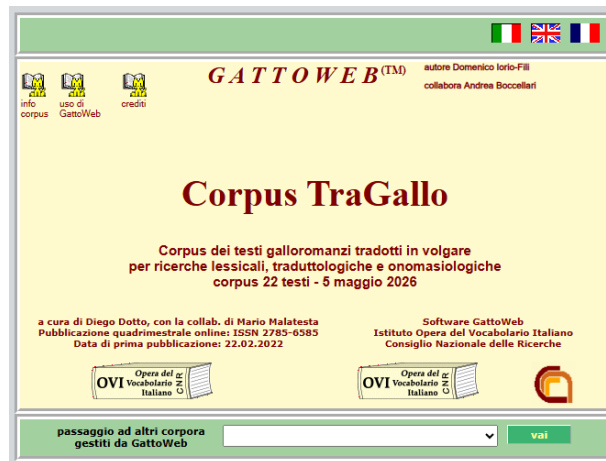 G A T T O W E B(TM)
autore Domenico Iorio-Fili
collabora Andrea Boccellari
info
corpus
uso di
GattoWeb
crediti
Corpus TraGallo
Corpus dei testi galloromanzi tradotti in volgare
per ricerche lessicali, traduttologiche e onomasiologiche
corpus 22 testi - 5 maggio 2026
a cura di Diego Dotto, con la collab. di Mario Malatesta
Pubblicazione quadrimestrale online: ISSN 2785-6585
Data di prima pubblicazione: 22.02.2022
Software GattoWeb
Istituto Opera del Vocabolario Italiano
Consiglio Nazionale delle Ricerche
OVI Opera del
Vocabolario
Italiano
CNR
OVI Opera del
Vocabolario
Italiano
CNR
passaggio ad altri corpora
gestiti da GattoWeb
vai